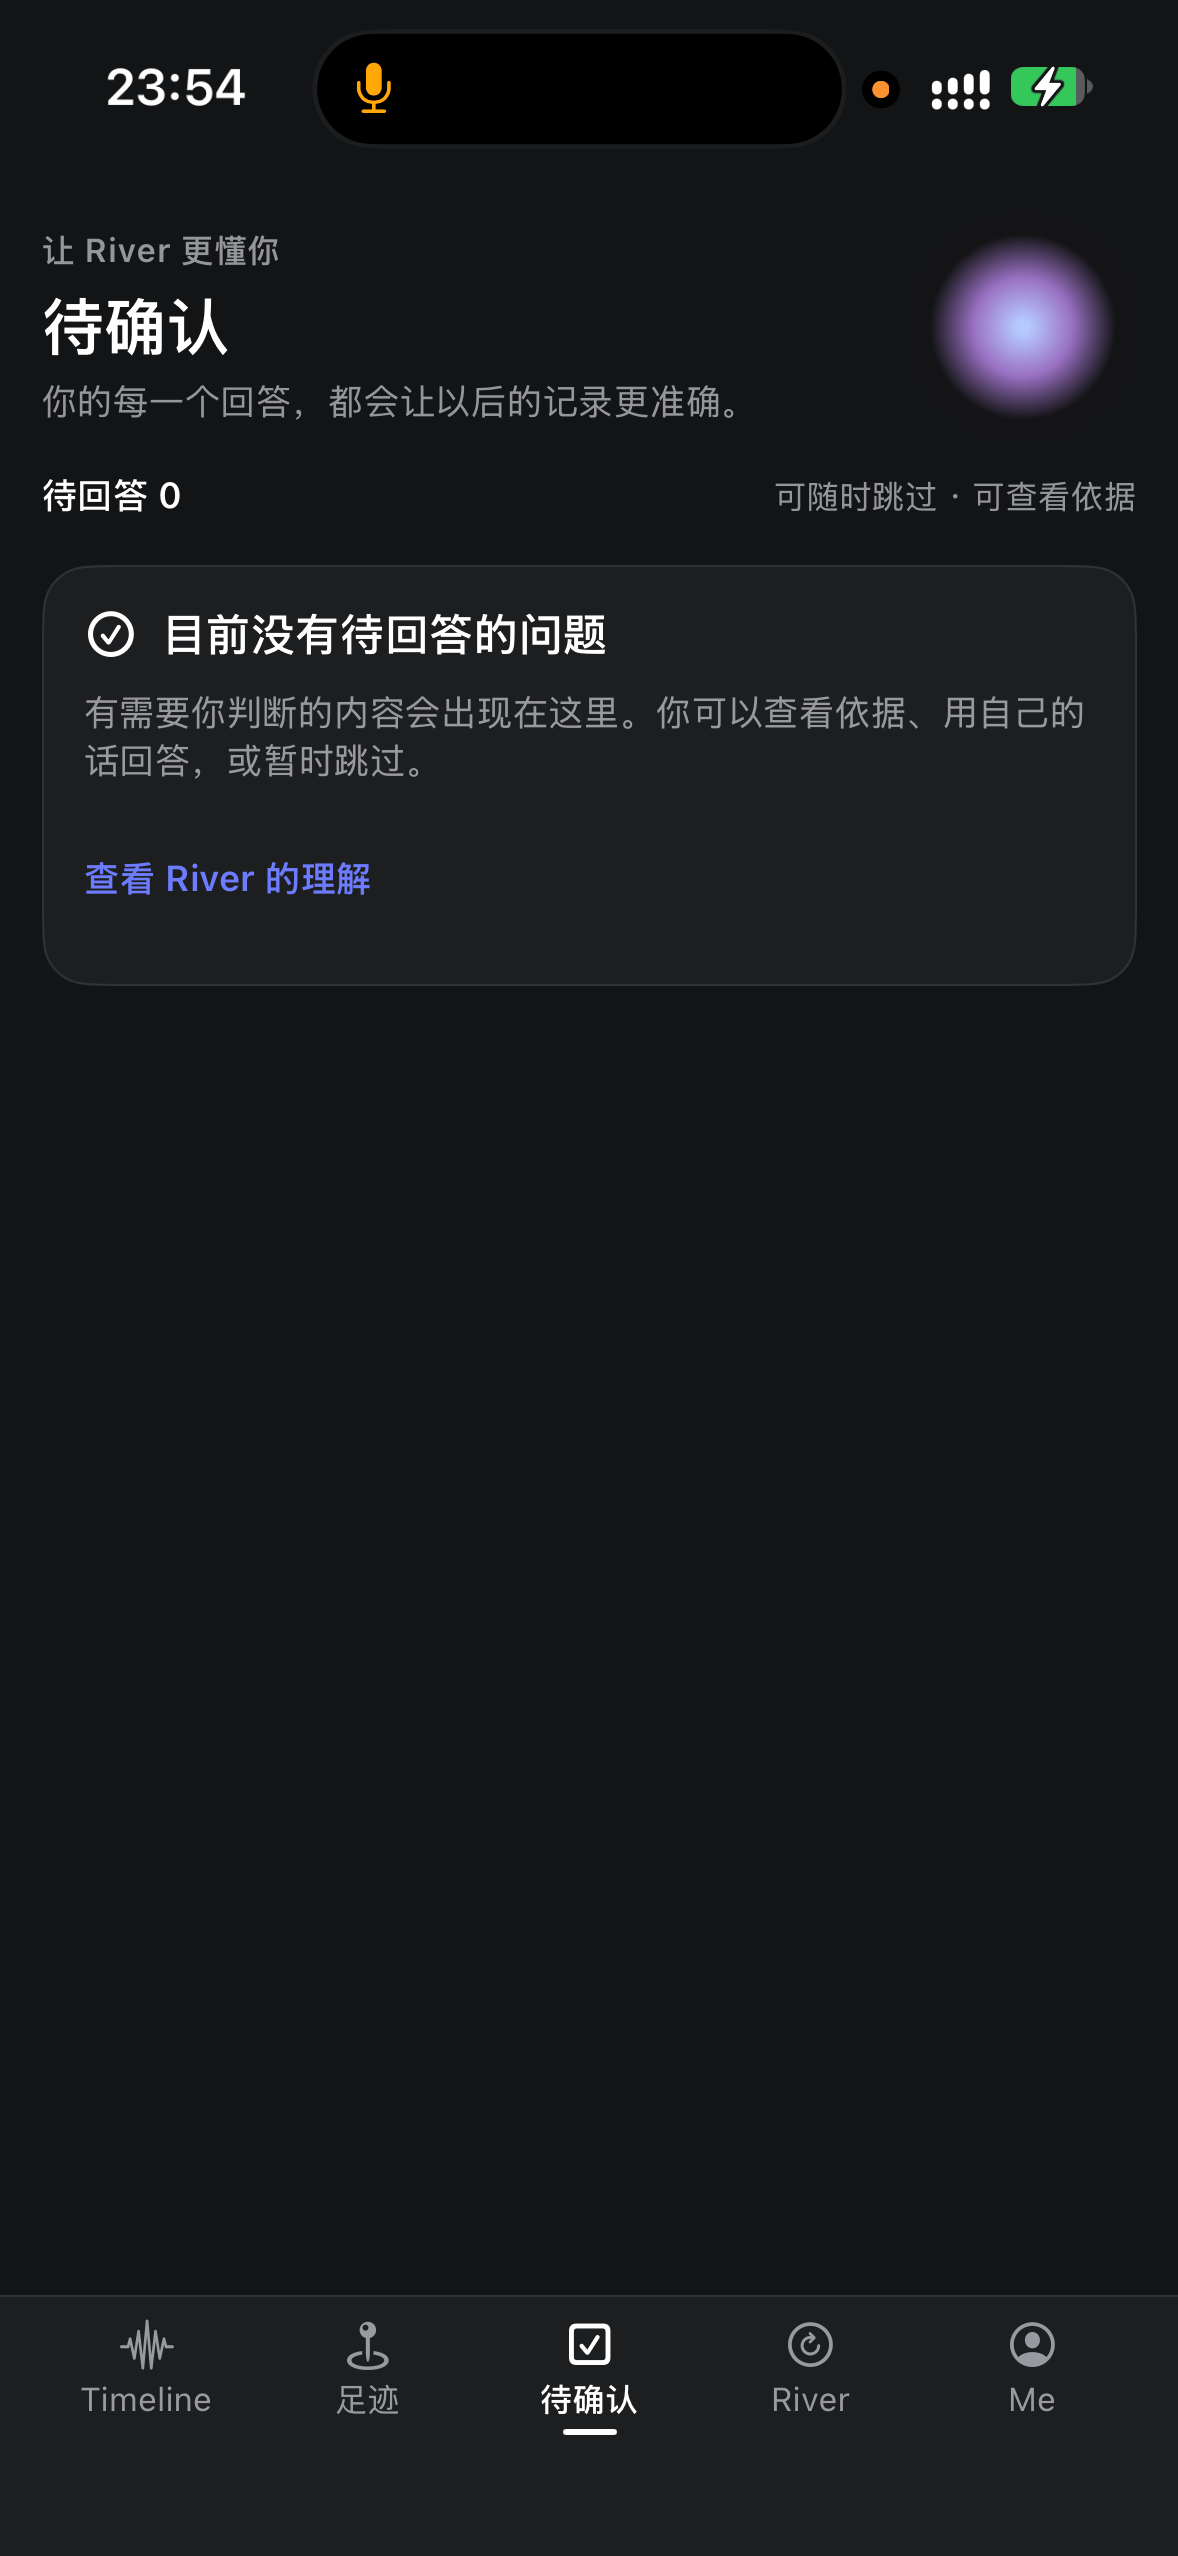 23:54
让 River 更懂你
待确认
你的每一个回答，都会让以后的记录更准确。
待回答 0
可随时跳过 · 可查看依据
目前没有待回答的问题
有需要你判断的内容会出现在这里。你可以查看依据、用自己的
话回答，或暂时跳过。
查看 River 的理解
Timeline
足迹
待确认
River
Me